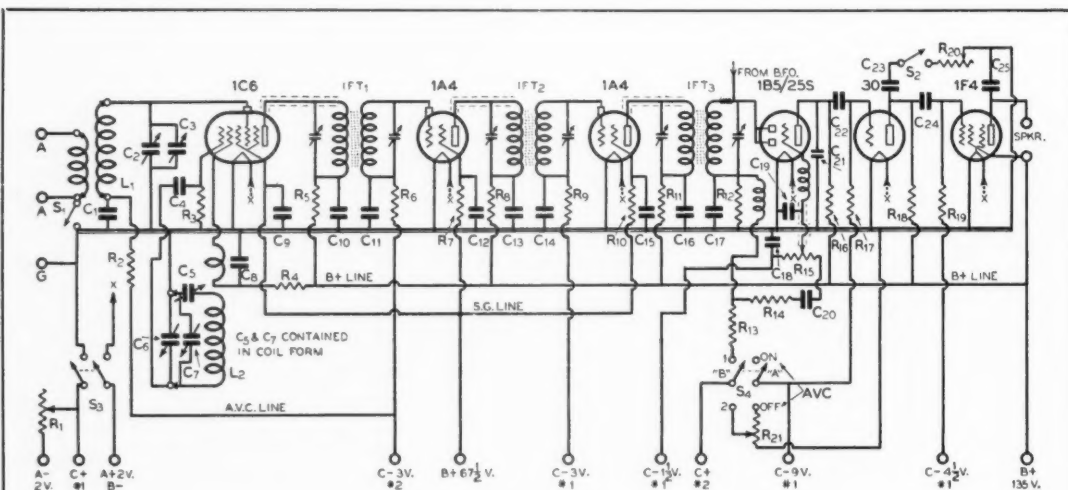 1C6 IFT1 1A4 IFT2 1A4 IFT3 FROM B.F.O. 1B5/25S C23 30 S2 R20 C25 1F4
A L1 C2 C3 C22 C24 SPKR.
A S1 C1 C4 R3 X C9 R5 C10 C11 R6 X R7 C12 R8 C13 C14 R9 X R10 C15 R11 C16 C17 R12 C19 X C21 R16 R17 X R18 R19 X
G R2 X C5 C8 R4 B+ LINE C18 R15 B+ LINE
S.G. LINE R14 C20
C6 C7 L2 C5 & C7 CONTAINED
IN COIL FORM
R13
1 "B" S4 "A" ON
AVC
2 OFF
S3 A.V.C. LINE
R1 R21
A- 2V. C+ #1 A+2V. B- C-3V. #2 B+67½V. C-3V. #1 C-1½V. #1 C+ #2 C-9V. #1 C-4½V. #1 B+ 135V.